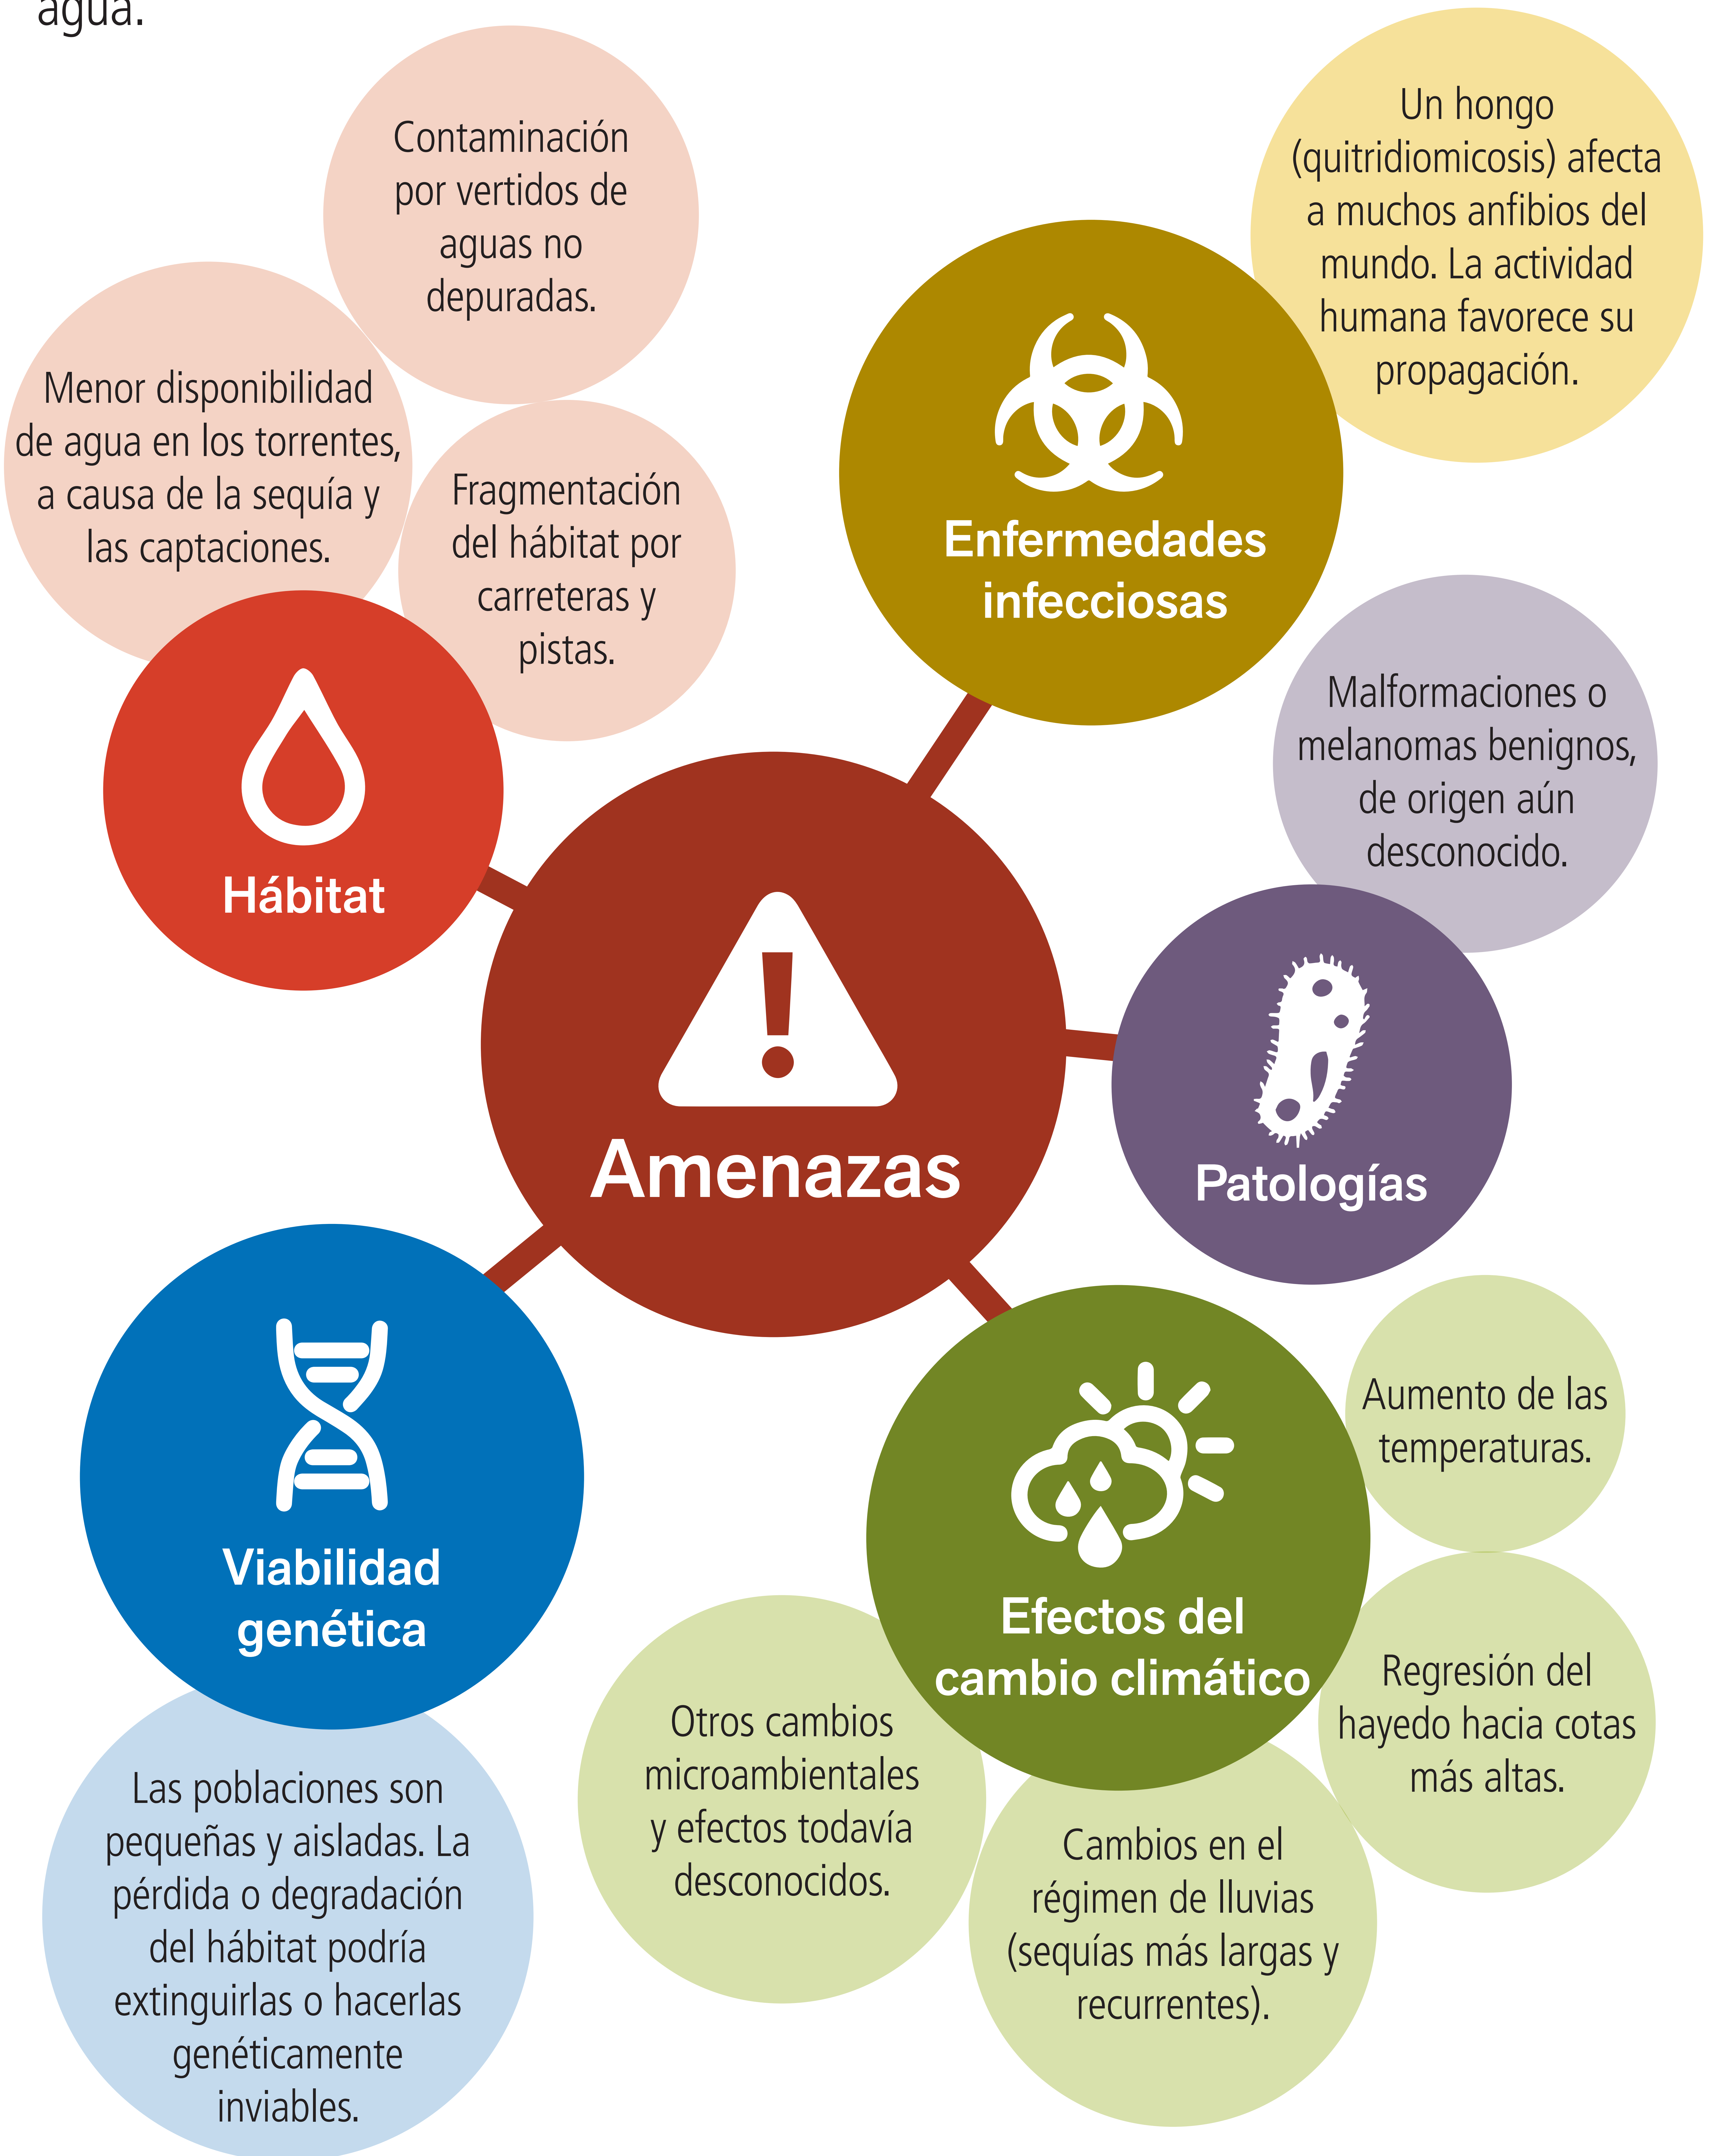 agua.
Contaminación
por vertidos de
aguas no
depuradas.
Menor disponibilidad
de agua en los torrentes,
a causa de la sequía y
las captaciones.
Fragmentación
del hábitat por
carreteras y
pistas.
Hábitat
Un hongo
(quitridiomicosis) afecta
a muchos anfibios del
mundo. La actividad
humana favorece su
propagación.
Enfermedades
infecciosas
Malformaciones o
melanomas benignos,
de origen aún
desconocido.
Patologías
Amenazas
Viabilidad
genética
Las poblaciones son
pequeñas y aisladas. La
pérdida o degradación
del hábitat podría
extinguirlas o hacerlas
genéticamente
inviables.
Efectos del
cambio climático
Aumento de las
temperaturas.
Regresión del
hayedo hacia cotas
más altas.
Cambios en el
régimen de lluvias
(sequías más largas y
recurrentes).
Otros cambios
microambientales
y efectos todavía
desconocidos.